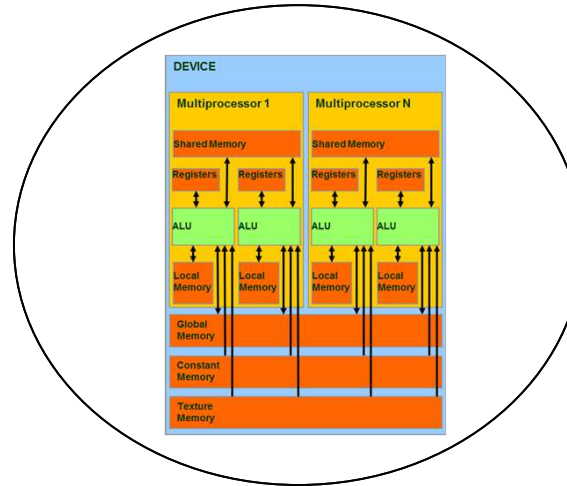 DEVICE
Multiprocessor 1
Multiprocessor N
Shared Memory
Shared Memory
Registers
Registers
Registers
Registers
ALU
ALU
ALU
ALU
Local
Memory
Local
Memory
Local
Memory
Local
Memory
Global
Memory
Constant
Memory
Texture
Memory